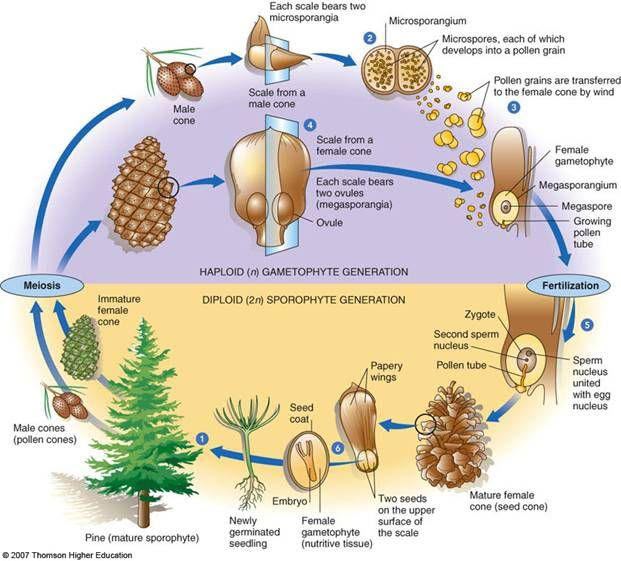 Each scale bears two
microsporangia
2
Microsporangium
Microspores, each of which
develops into a pollen grain
Pollen grains are transferred
to the female cone by wind
3
Male
cone
Scale from a
male cone
4
Scale from a
female cone
Each scale bears
two ovules
(megasporangia)
Ovule
Female
gametophyte
Megasporangium
Megaspore
Growing
pollen
tube
HAPLOID (n) GAMETOPHYTE GENERATION
Meiosis
Fertilization
DIPLOID (2n) SPOROPHYTE GENERATION
Immature
female
cone
Zygote
Second sperm
nucleus
Pollen tube
5
Sperm
nucleus
united
with egg
nucleus
Papery
wings
Male cones
(pollen cones)
1
Seed
coat
6
Embryo
Newly
germinated
seedling
Female
gametophyte
(nutritive tissue)
Two seeds
on the upper
surface of
the scale
Mature female
cone (seed cone)
Pine (mature sporophyte)
© 2007 Thomson Higher Education